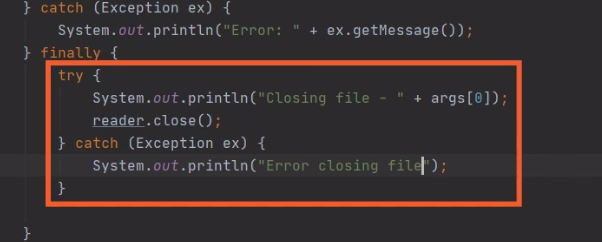 } catch (Exception ex) {
System.out.println("Error: " + ex.getMessage());
} finally {
try {
System.out.println("Closing file - " + args[0]);
reader.close();
} catch (Exception ex) {
System.out.println("Error closing file");
}
}